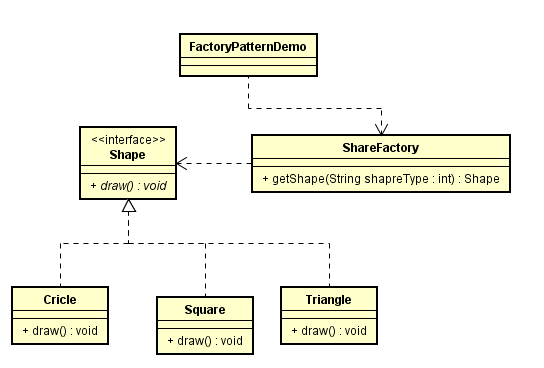 FactoryPatternDemo
<<interface>>
Shape
+ draw() : void
ShareFactory
+ getShape(String shapreType : int) : Shape
Cricle
+ draw() : void
Square
+ draw() : void
Triangle
+ draw() : void